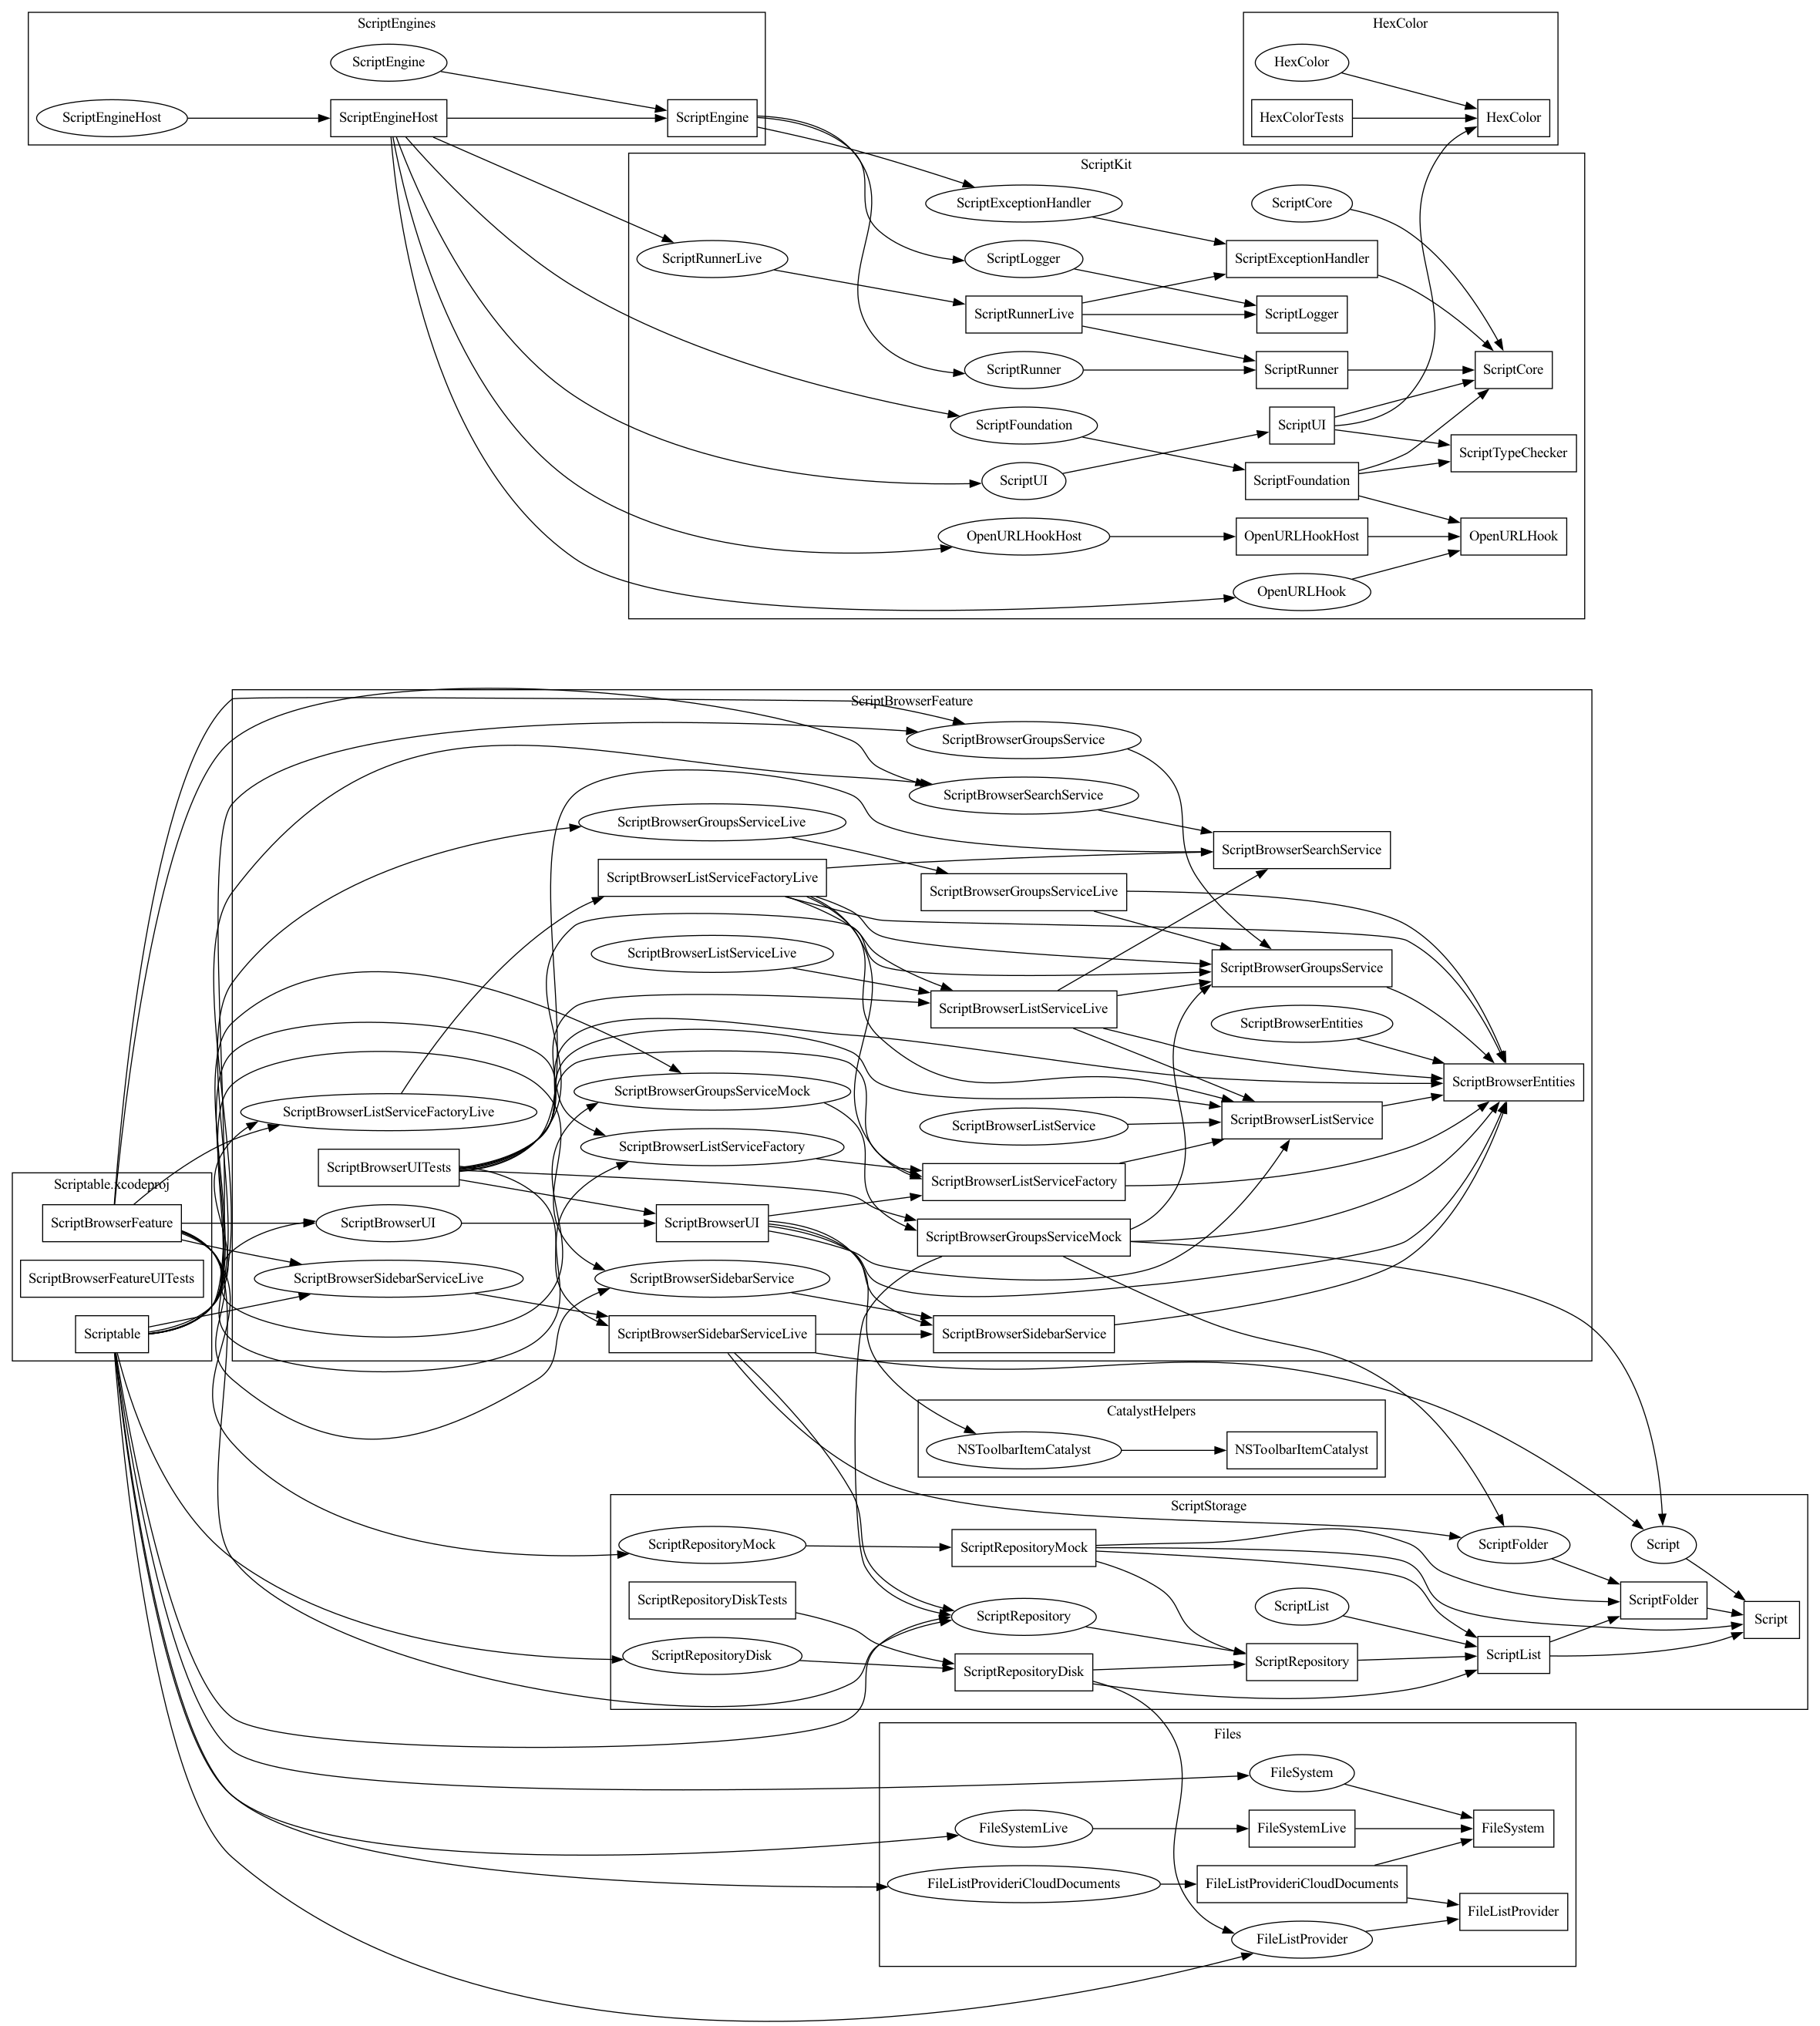 ScriptEngines
ScriptEngine
ScriptEngineHost
ScriptEngineHost
ScriptEngine
HexColor
HexColor
HexColorTests
HexColor
ScriptKit
ScriptExceptionHandler
ScriptCore
ScriptRunnerLive
ScriptLogger
ScriptExceptionHandler
ScriptRunnerLive
ScriptLogger
ScriptRunner
ScriptRunner
ScriptCore
ScriptFoundation
ScriptUI
ScriptTypeChecker
ScriptUI
ScriptFoundation
OpenURLHookHost
OpenURLHookHost
OpenURLHook
OpenURLHook
ScriptBrowserFeature
ScriptBrowserGroupsService
ScriptBrowserSearchService
ScriptBrowserGroupsServiceLive
ScriptBrowserSearchService
ScriptBrowserListServiceFactoryLive
ScriptBrowserGroupsServiceLive
ScriptBrowserListServiceLive
ScriptBrowserGroupsService
ScriptBrowserListServiceLive
ScriptBrowserEntities
ScriptBrowserEntities
ScriptBrowserGroupsServiceMock
ScriptBrowserListServiceFactoryLive
ScriptBrowserListService
ScriptBrowserListService
ScriptBrowserUITests
ScriptBrowserListServiceFactory
ScriptBrowserListServiceFactory
Scriptable.xcodeproj
ScriptBrowserFeature
ScriptBrowserUI
ScriptBrowserUI
ScriptBrowserGroupsServiceMock
ScriptBrowserFeatureUITests
ScriptBrowserSidebarServiceLive
ScriptBrowserSidebarService
Scriptable
ScriptBrowserSidebarServiceLive
ScriptBrowserSidebarService
CatalystHelpers
NSToolbarItemCatalyst
NSToolbarItemCatalyst
ScriptStorage
ScriptRepositoryMock
ScriptRepositoryMock
ScriptFolder
Script
ScriptRepositoryDiskTests
ScriptRepository
ScriptList
ScriptFolder
Script
ScriptRepositoryDisk
ScriptRepositoryDisk
ScriptRepository
ScriptList
Files
FileSystem
FileSystemLive
FileSystemLive
FileSystem
FileListProvideriCloudDocuments
FileListProvideriCloudDocuments
FileListProvider
FileListProvider